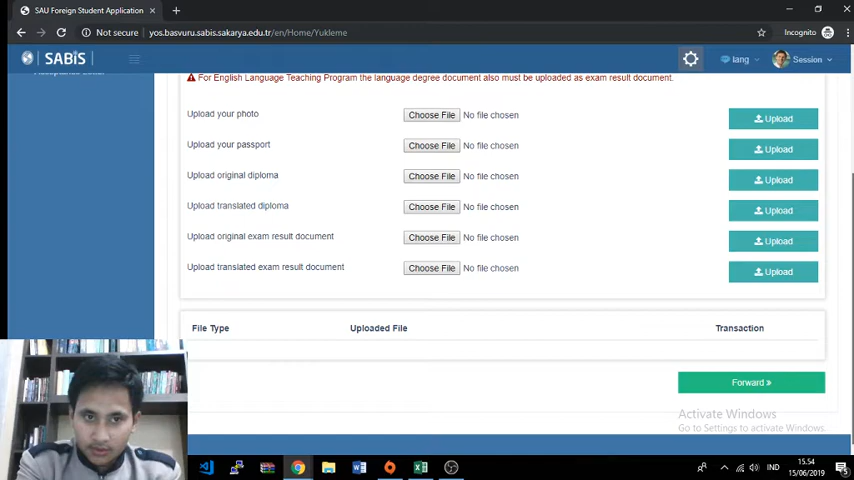 SAU Foreign Student Application
Not secure
yos.basvuru.sabis.sakarya.edu.tr/en/Home/Yukleme
Incognito
SABİS
lang
Session
For English Language Teaching Program the language degree document also must be uploaded as exam result document.
Upload your photo
Choose File No file chosen
Upload
Upload your passport
Choose File No file chosen
Upload
Upload original diploma
Choose File No file chosen
Upload
Upload translated diploma
Choose File No file chosen
Upload
Upload original exam result document
Choose File No file chosen
Upload
Upload translated exam result document
Choose File No file chosen
Upload
File Type Uploaded File Transaction
Forward
Activate Windows
Go to Settings to activate Windows.
IND
15.54
15/06/2019